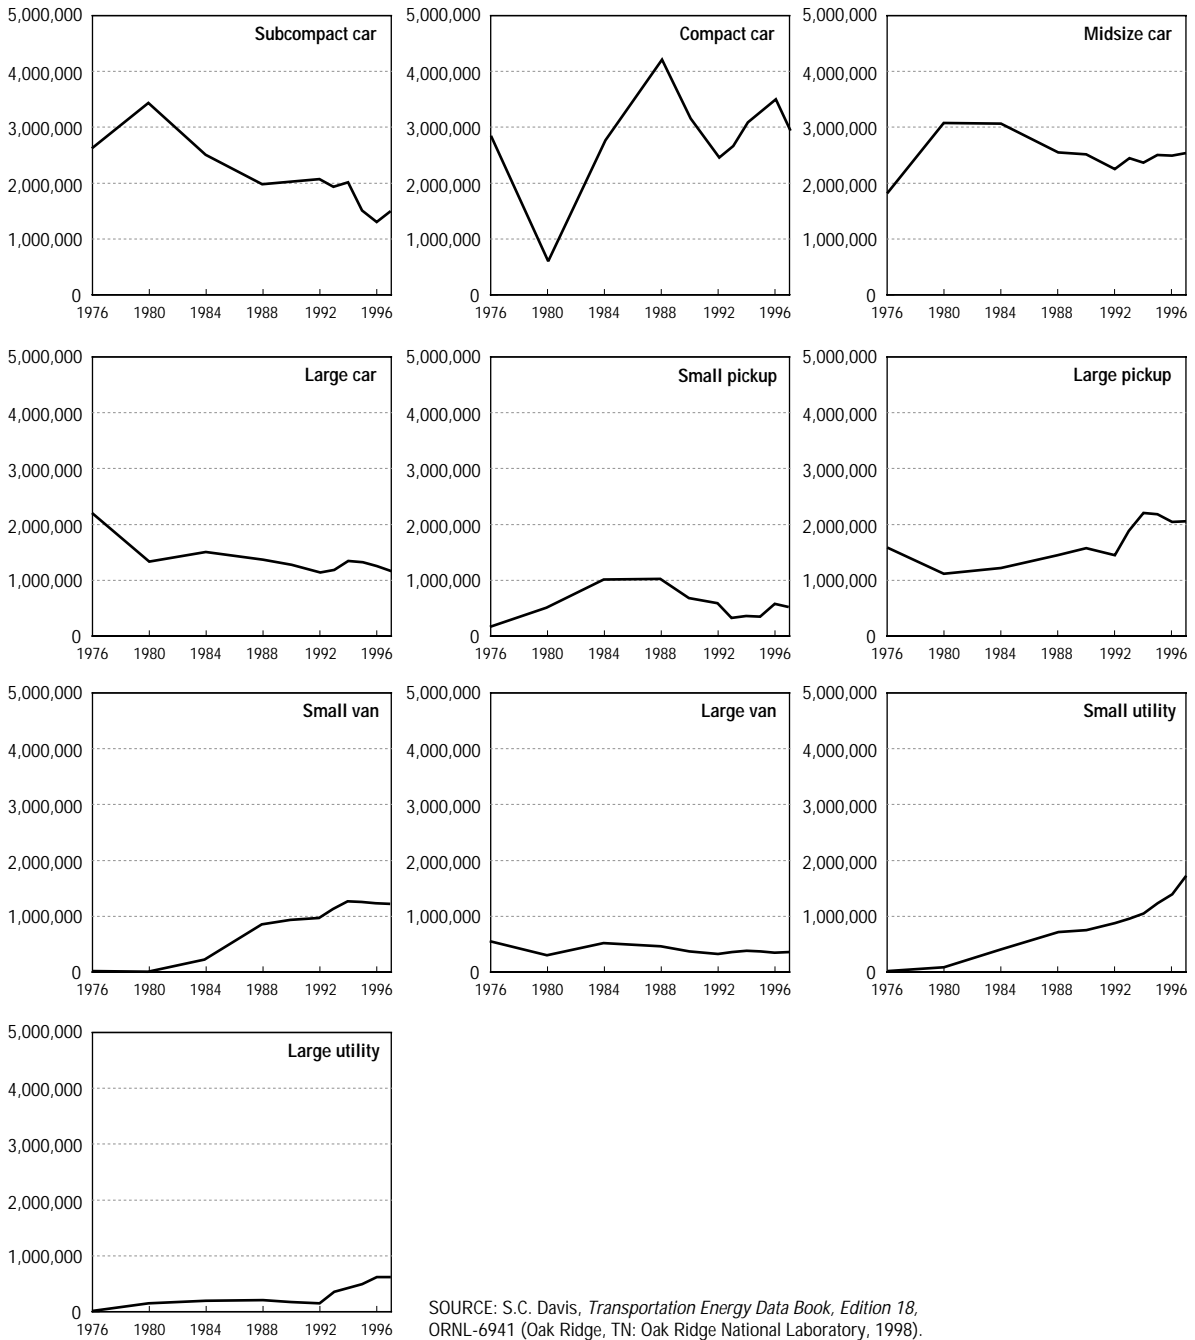 5,000,000
Subcompact car
4,000,000
3,000,000
2,000,000
1,000,000
0
1976 1980 1984 1988 1992 1996
5,000,000
Compact car
4,000,000
3,000,000
2,000,000
1,000,000
0
1976 1980 1984 1988 1992 1996
5,000,000
Midsize car
4,000,000
3,000,000
2,000,000
1,000,000
0
1976 1980 1984 1988 1992 1996
5,000,000
Large car
4,000,000
3,000,000
2,000,000
1,000,000
0
1976 1980 1984 1988 1992 1996
5,000,000
Small pickup
4,000,000
3,000,000
2,000,000
1,000,000
0
1976 1980 1984 1988 1992 1996
5,000,000
Large pickup
4,000,000
3,000,000
2,000,000
1,000,000
0
1976 1980 1984 1988 1992 1996
5,000,000
Small van
4,000,000
3,000,000
2,000,000
1,000,000
0
1976 1980 1984 1988 1992 1996
5,000,000
Large van
4,000,000
3,000,000
2,000,000
1,000,000
0
1976 1980 1984 1988 1992 1996
5,000,000
Small utility
4,000,000
3,000,000
2,000,000
1,000,000
0
1976 1980 1984 1988 1992 1996
5,000,000
Large utility
4,000,000
3,000,000
2,000,000
1,000,000
0
1976 1980 1984 1988 1992 1996
SOURCE: S.C. Davis, Transportation Energy Data Book, Edition 18,
ORNL-6941 (Oak Ridge, TN: Oak Ridge National Laboratory, 1998).